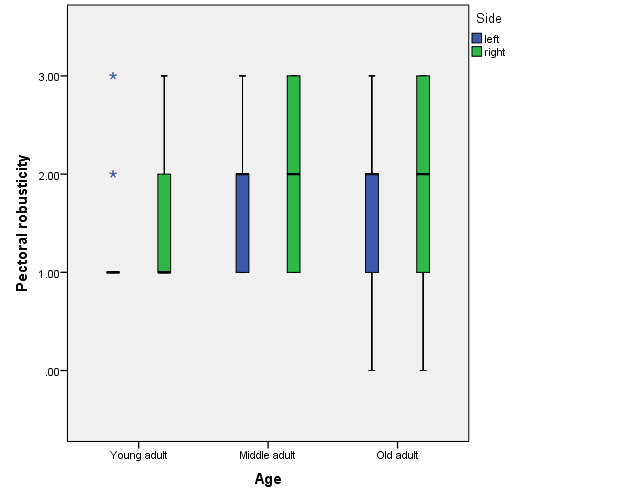 Side
left
right
3.00
2.00
1.00
.00
Pectoral robusticity
Young adult
Middle adult
Old adult
Age